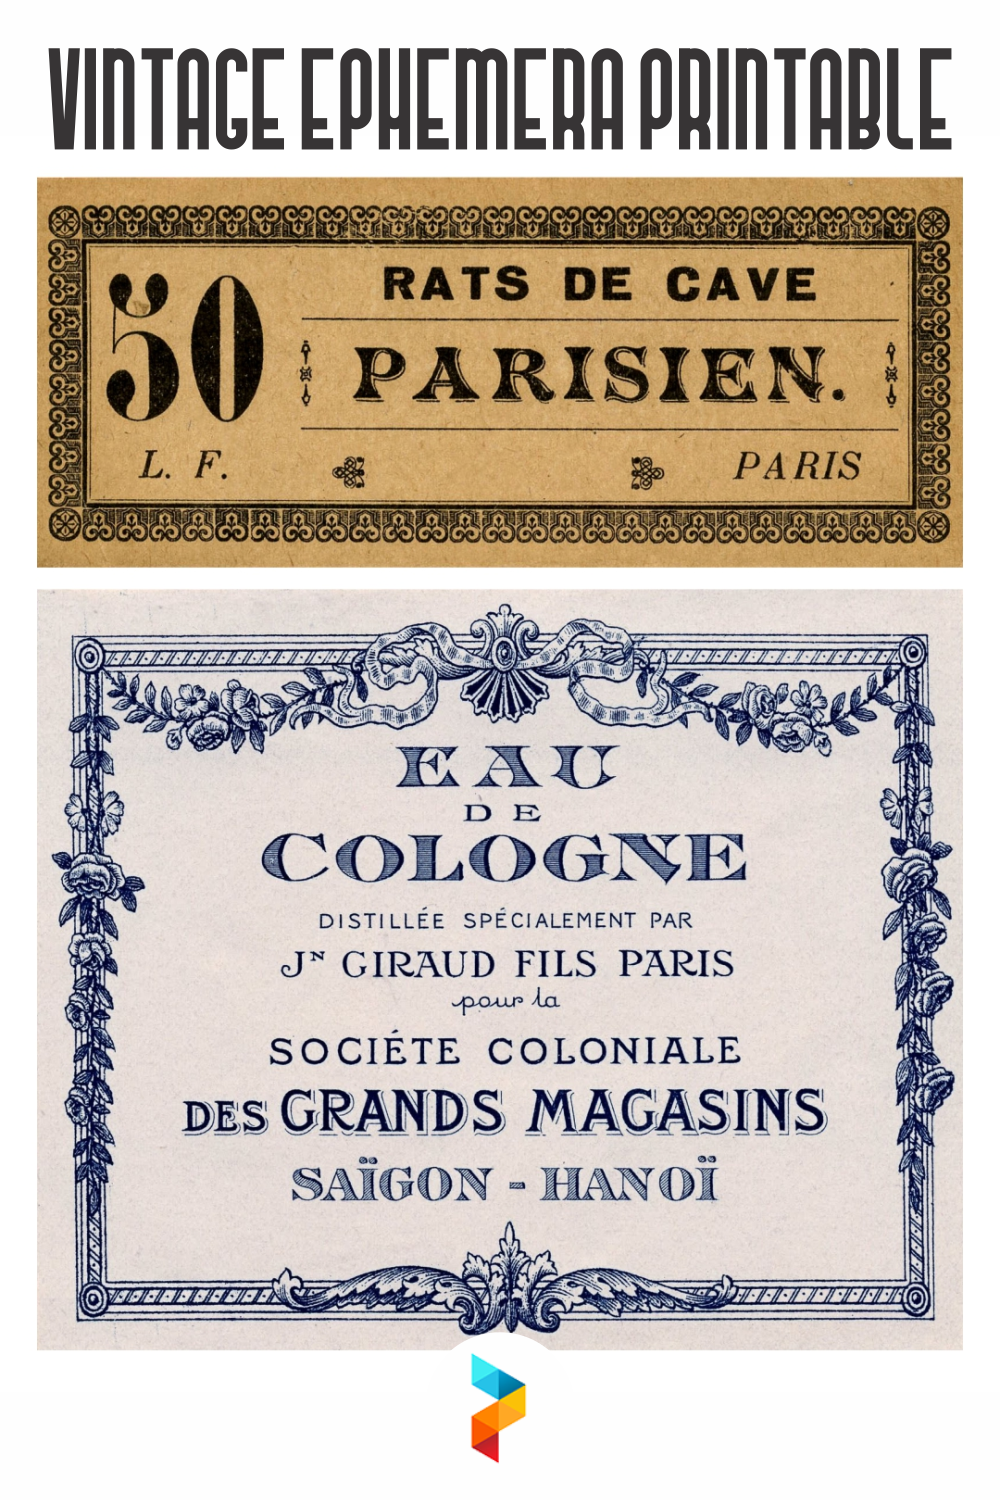 VINTAGE EPHEMERA PRINTABLE
50
RATS DE CAVE
PARISIEN.
L. F.
PARIS
EAU
DE
COLOGNE
DISTILLÉE SPÉCIALEMENT PAR
JN GIRAUD FILS PARIS
pour la
SOCIÉTE COLONIALE
DES GRANDS MAGASINS
SAÏGON - HANOÏ